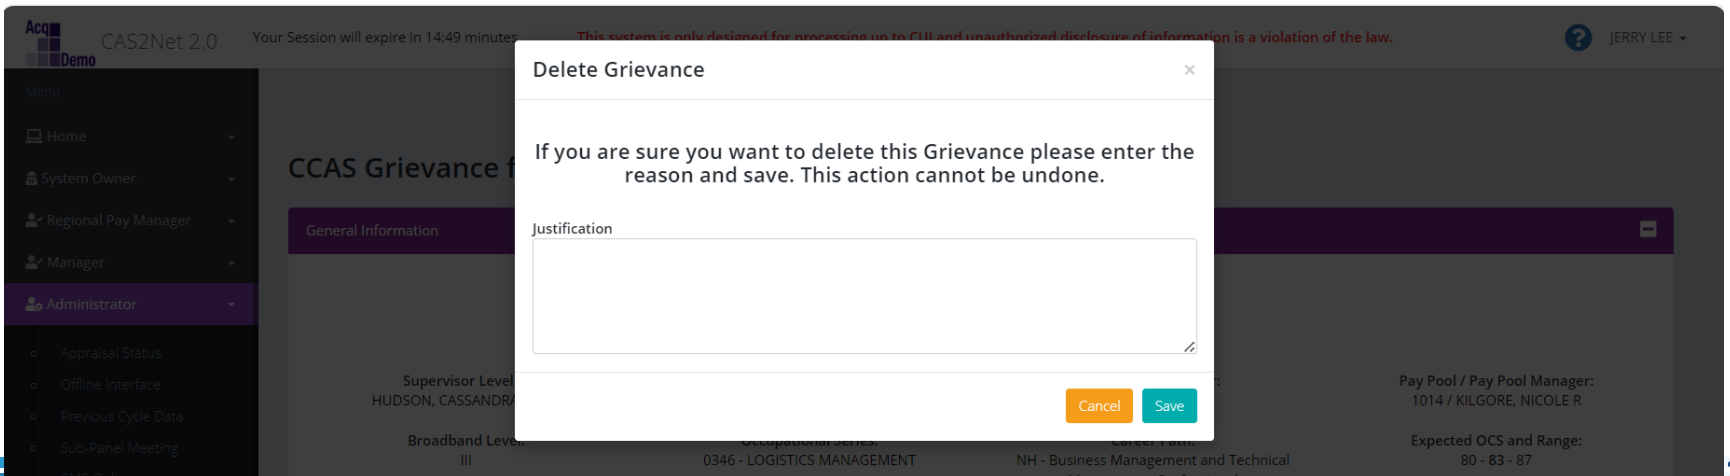 Acq
Demo
CAS2Net 2.0
Your Session will expire in 14:49 minutes
This system is only designed for processing up to CUI and unauthorized disclosure of information is a violation of the law.
?
JERRY LEE
Menu
Home
System Owner
Regional Pay Manager
Manager
Administrator
Appraisal Status
Offline Interface
Previous Cycle Data
Sub-Panel Meeting
CCAS Grievance f
General Information
Delete Grievance
×
If you are sure you want to delete this Grievance please enter the
reason and save. This action cannot be undone.
Justification
Cancel
Save
Supervisor Level
HUDSON, CASSANDRA
Pay Pool / Pay Pool Manager:
1014 / KILGORE, NICOLE R
Broadband Level:
III
Occupational Series:
0346 - LOGISTICS MANAGEMENT
Career Path:
NH - Business Management and Technical
Expected OCS and Range:
80 - 83 - 87